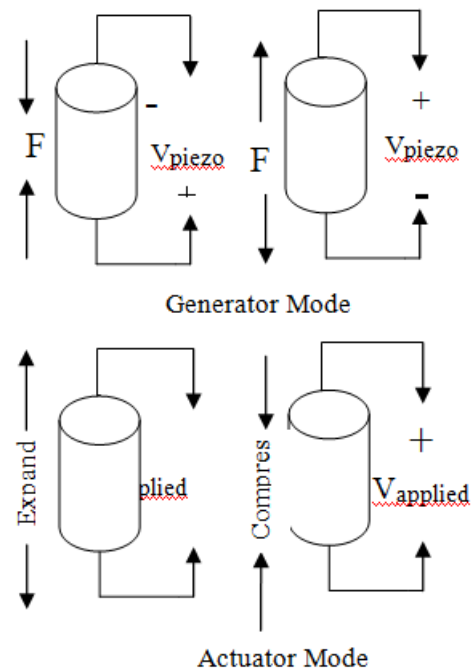 -
+
F
Vpiezo
F
Vpiezo
+
-
Generator Mode
Expand
plied
Compres
+
Vapplied
Actuator Mode